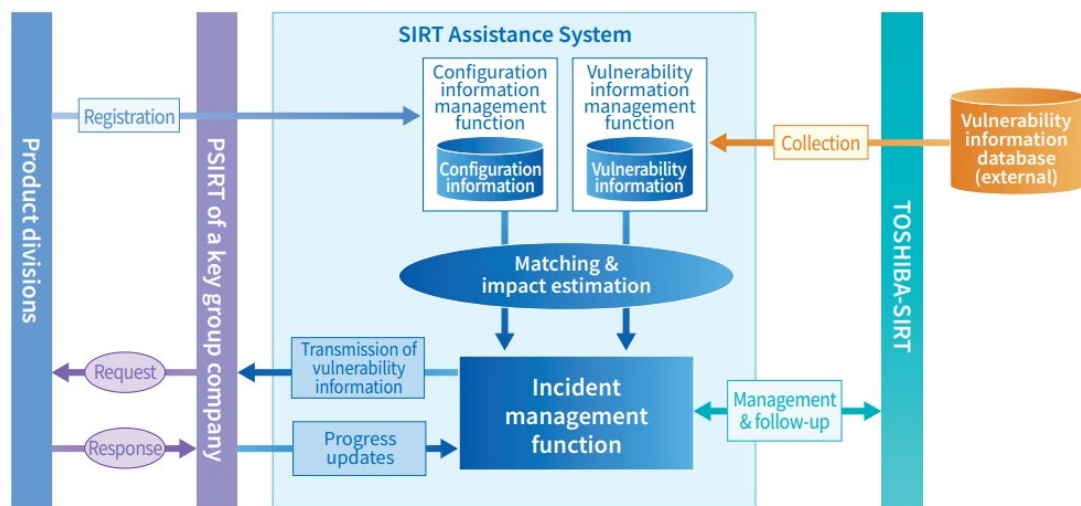 SIRT Assistance System
Configuration
information
management
function
Configuration
information
Vulnerability
information
management
function
Vulnerability
information
Registration
Collection
Vulnerability
information
database
(external)
Product divisions
PSIRT of a key group company
TOSHIBA-SIRT
Matching &
impact estimation
Request
Transmission of
vulnerability
information
Incident
management
function
Management
& follow-up
Response
Progress
updates